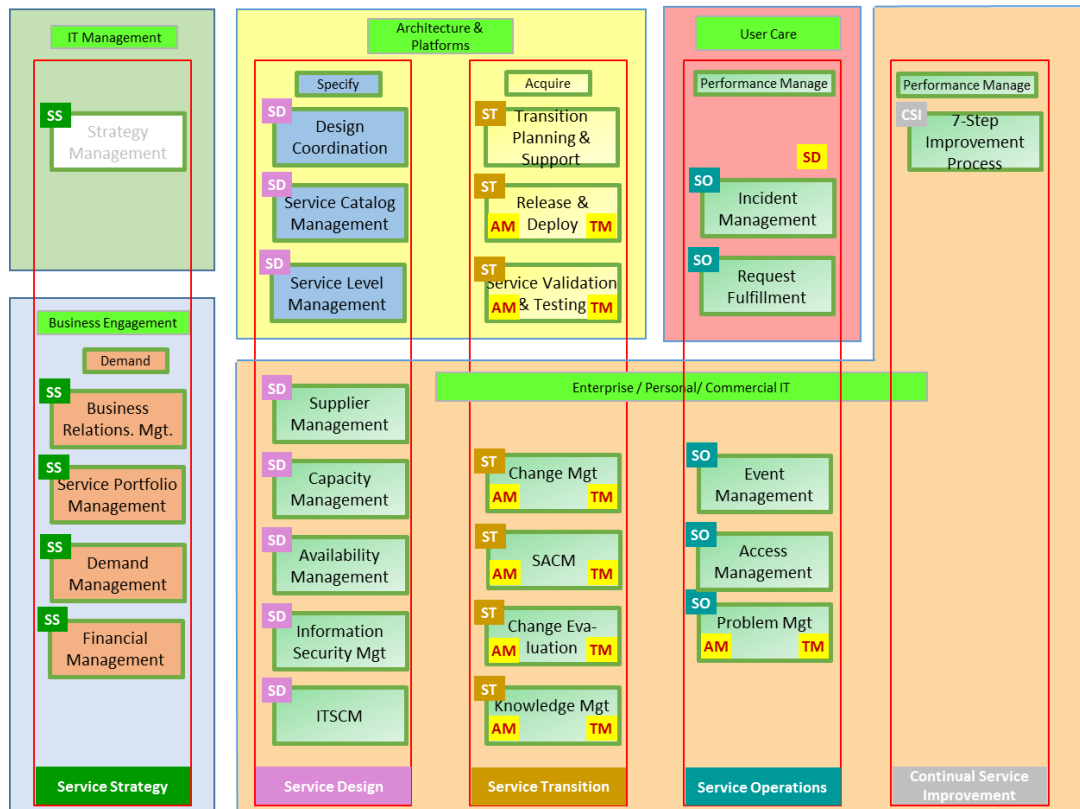 IT Management
SS
Strategy
Management
Business Engagement
Demand
SS
Business
Relations. Mgt.
SS
Service Portfolio
Management
SS
Demand
Management
SS
Financial
Management
Service Strategy
Architecture &
Platforms
Specify
SD
Design
Coordination
SD
Service Catalog
Management
SD
Service Level
Management
Acquire
ST
Transition
Planning &
Support
ST
Release &
AM Deploy TM
ST
Service Validation
AM & Testing TM
User Care
Performance Manage
SD
SO
Incident
Management
SO
Request
Fulfillment
Performance Manage
CSI
7-Step
Improvement
Process
Enterprise / Personal/ Commercial IT
SD
Supplier
Management
SD
Capacity
Management
SD
Availability
Management
SD
Information
Security Mgt
SD
ITSCM
Service Design
ST
Change Mgt
AM TM
ST
SACM
AM TM
ST
Change Eva-
AM luation TM
ST
Knowledge Mgt
AM TM
Service Transition
SO
Event
Management
SO
Access
Management
SO
Problem Mgt
AM TM
Service Operations
Continual Service
Improvement